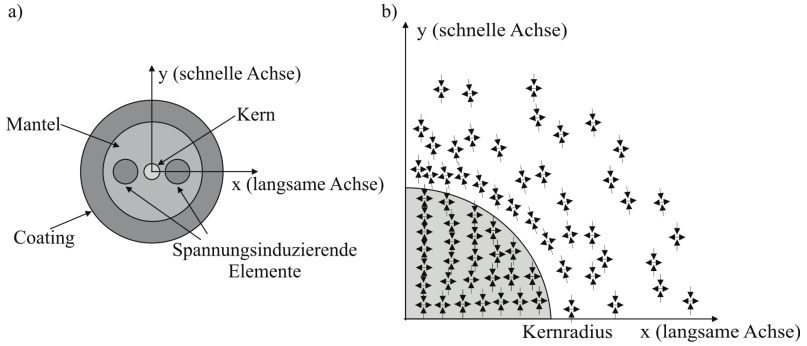 a)
y (schnelle Achse)
Mantel
Kern
x (langsame Achse)
Coating
Spannungsinduzierende
Elemente
b)
y (schnelle Achse)
Kernradius
x (langsame Achse)